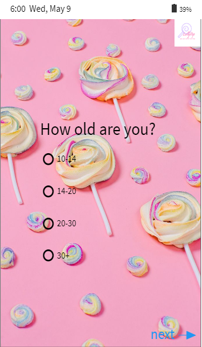 6:00 Wed, May 9 39%
How old are you?
10-14
14-20
20-30
30+
next